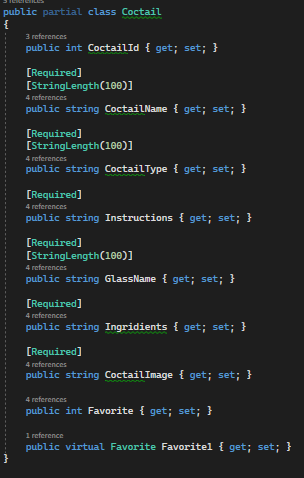 3 references
public partial class Coctail
{
3 references
public int CoctailId { get; set; }
[Required]
[StringLength(100)]
4 references
public string CoctailName { get; set; }
[Required]
[StringLength(100)]
4 references
public string CoctailType { get; set; }
[Required]
4 references
public string Instructions { get; set; }
[Required]
[StringLength(100)]
4 references
public string GlassName { get; set; }
[Required]
4 references
public string Ingridients { get; set; }
[Required]
4 references
public string CoctailImage { get; set; }
4 references
public int Favorite { get; set; }
1 reference
public virtual Favorite Favorite1 { get; set; }
}